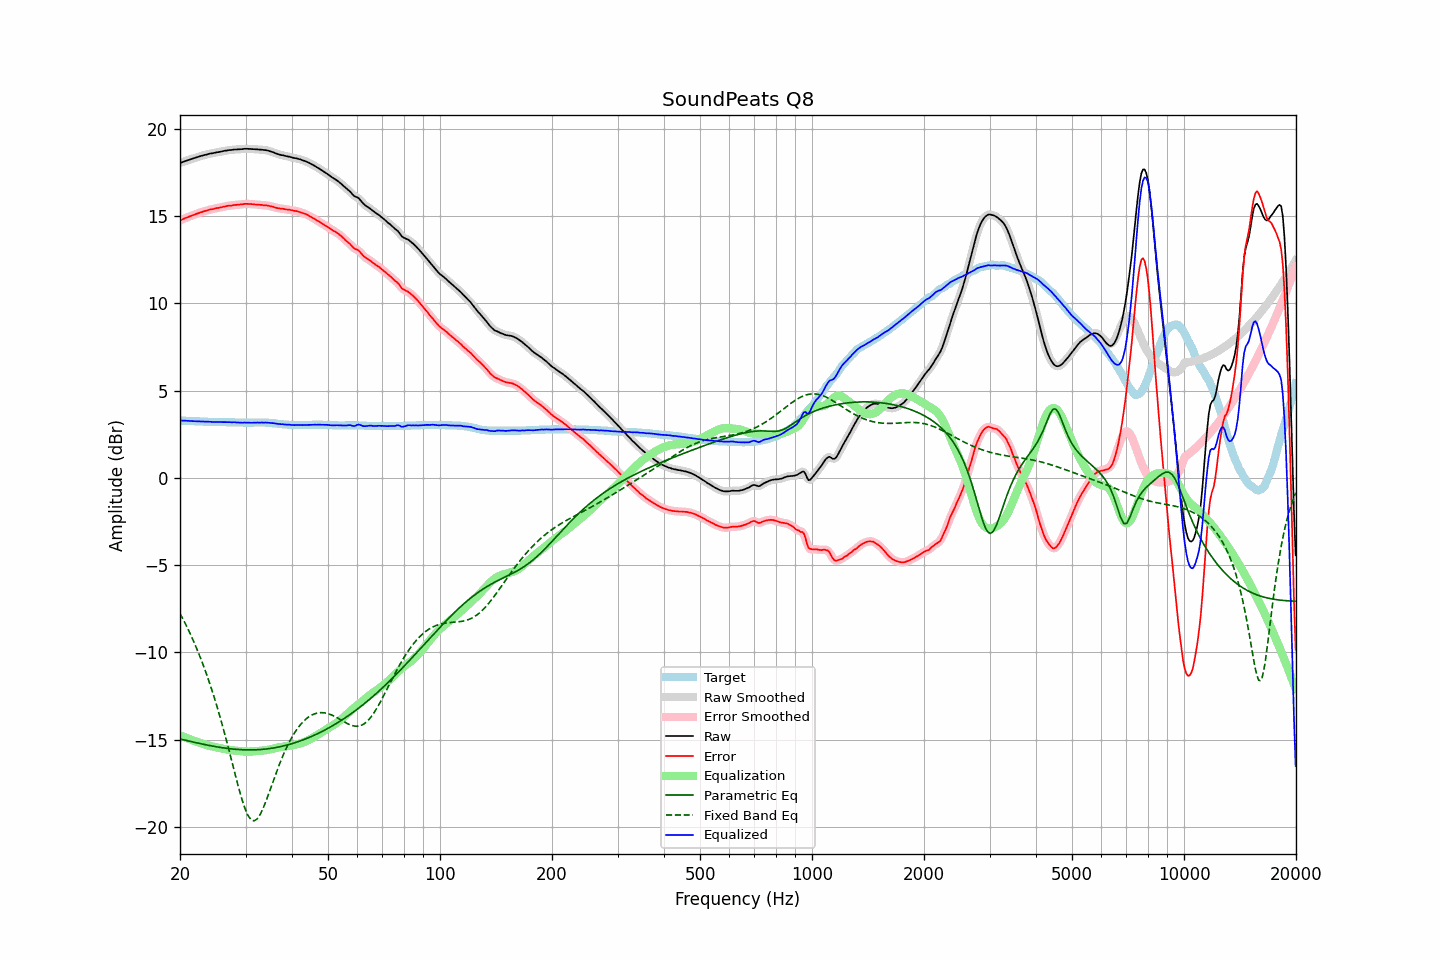 SoundPeats Q8
Amplitude (dBr)
20
15
10
5
0
−5
−10
−15
−20
Target
Raw Smoothed
Error Smoothed
Raw
Error
Equalization
Parametric Eq
Fixed Band Eq
Equalized
20
50
100
200
500
1000
2000
5000
10000
20000
Frequency (Hz)